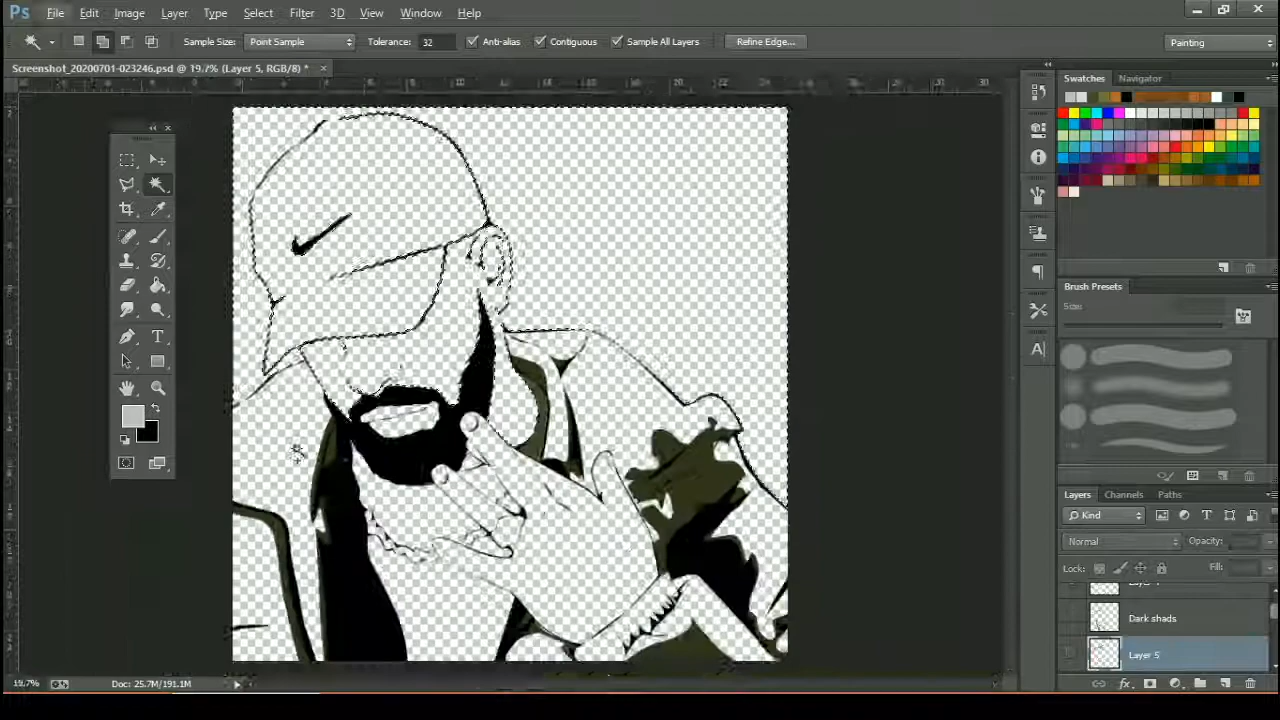 Ps File Edit Image Layer Type Select Filter 3D View Window Help
Sample Size: Point Sample Tolerance: 32 Anti-alias Contiguous Sample All Layers Refine Edge... Painting
Screenshot_20200701-023246.psd @ 19.7% (Layer 5, RGB/8) * ×
Swatches Navigator
Brush Presets
Size
Layers Channels Paths
Kind
Normal Opacity:
Lock: Fill:
Dark shads
Layer 5
19.7% Doc: 25.7M/191.1M